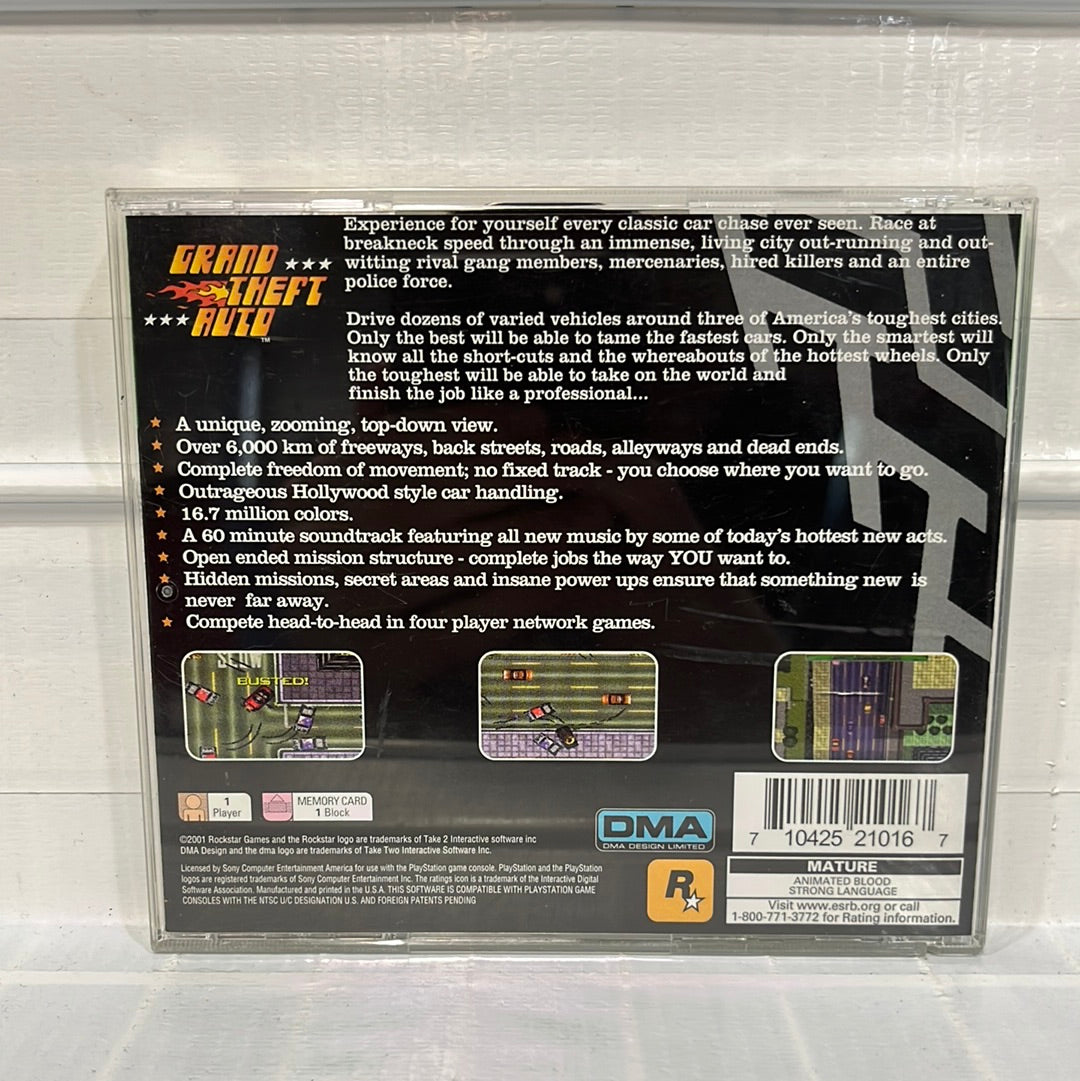 GRAND
THEFT
AUTO
TM
Experience for yourself every classic car chase ever seen. Race at
breakneck speed through an immense, living city out-running and out-
witting rival gang members, mercenaries, hired killers and an entire
police force.
Drive dozens of varied vehicles around three of America's toughest cities.
Only the best will be able to tame the fastest cars. Only the smartest will
know all the short-cuts and the whereabouts of the hottest wheels. Only
the toughest will be able to take on the world and
finish the job like a professional...
A unique, zooming, top-down view.
Over 6,000 km of freeways, back streets, roads, alleyways and dead ends.
Complete freedom of movement; no fixed track - you choose where you want to go.
Outrageous Hollywood style car handling.
16.7 million colors.
A 60 minute soundtrack featuring all new music by some of today's hottest new acts.
Open ended mission structure - complete jobs the way YOU want to.
Hidden missions, secret areas and insane power ups ensure that something new is
never far away.
Compete head-to-head in four player network games.
SLOW
BUSTED!
1
Player
MEMORY CARD
1 Block
©2001 Rockstar Games and the Rockstar logo are trademarks of Take 2 Interactive software inc
DMA Design and the dma logo are trademarks of Take Two Interactive Software Inc.
Licensed by Sony Computer Entertainment America for use with the PlayStation game console. PlayStation and the PlayStation
logos are registered trademarks of Sony Computer Entertainment Inc. The ratings icon is a trademark of the Interactive Digital
Software Association. Manufactured and printed in the U.S.A. THIS SOFTWARE IS COMPATIBLE WITH PLAYSTATION GAME
CONSOLES WITH THE NTSC U/C DESIGNATION U.S. AND FOREIGN PATENTS PENDING
DMA
DMA DESIGN LIMITED
R
7 10425 21016 7
MATURE
ANIMATED BLOOD
STRONG LANGUAGE
Visit www.esrb.org or call
1-800-771-3772 for Rating information.